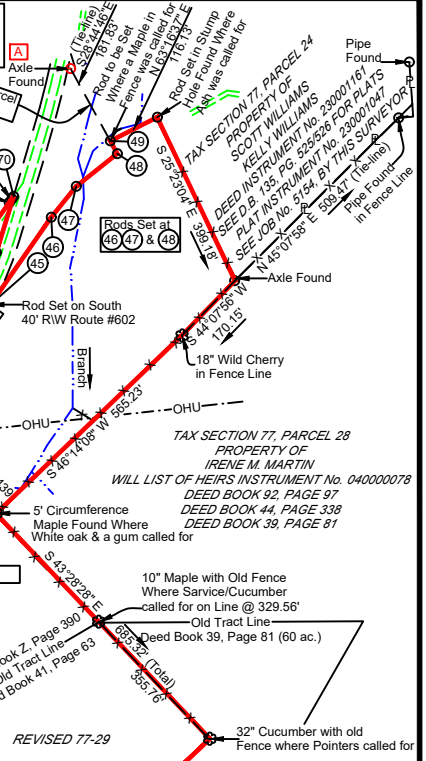 A
Axle
Found
(Tie-line)
S28°44'46"E
181.83'
Rod to be Set
Where a Maple in
Fence was called for
N 63°16'37" E
116.13'
Rod Set in Stump
Hole Found Where
Ash was called for
TAX SECTION 77, PARCEL 24
PROPERTY OF
SCOTT WILLIAMS
KELLY WILLIAMS
DEED INSTRUMENT No. 230001161
SEE D.B. 135, PG. 525/526 FOR PLATS
PLAT INSTRUMENT No. 230001047
SEE JOB No. 5154, BY THIS SURVEYOR
Pipe
Found
P
P
P
N 45°07'58" E 509.47' (Tie-line)
Pipe Found
in Fence Line
S 25°23'04" E 399.18'
49
48
70
47
46
45
Rods Set at
46 47 & 48
Axle Found
S 44°07'56" W
170.15'
Rod Set on South
40' R\W Route #602
18" Wild Cherry
in Fence Line
Branch
OHU
OHU
S 46°14'08" W 565.23'
TAX SECTION 77, PARCEL 28
PROPERTY OF
IRENE M. MARTIN
WILL LIST OF HEIRS INSTRUMENT No. 040000078
DEED BOOK 92, PAGE 97
DEED BOOK 44, PAGE 338
DEED BOOK 39, PAGE 81
5' Circumference
Maple Found Where
White oak & a gum called for
S 43°28'28" E
685.32' (Total)
355.76'
10" Maple with Old Fence
Where Sarvice/Cucumber
called for on Line @ 329.56'
Old Tract Line
Deed Book 39, Page 81 (60 ac.)
ook Z, Page 390
Old Tract Line
d Book 41, Page 63
REVISED 77-29
32" Cucumber with old
Fence where Pointers called for